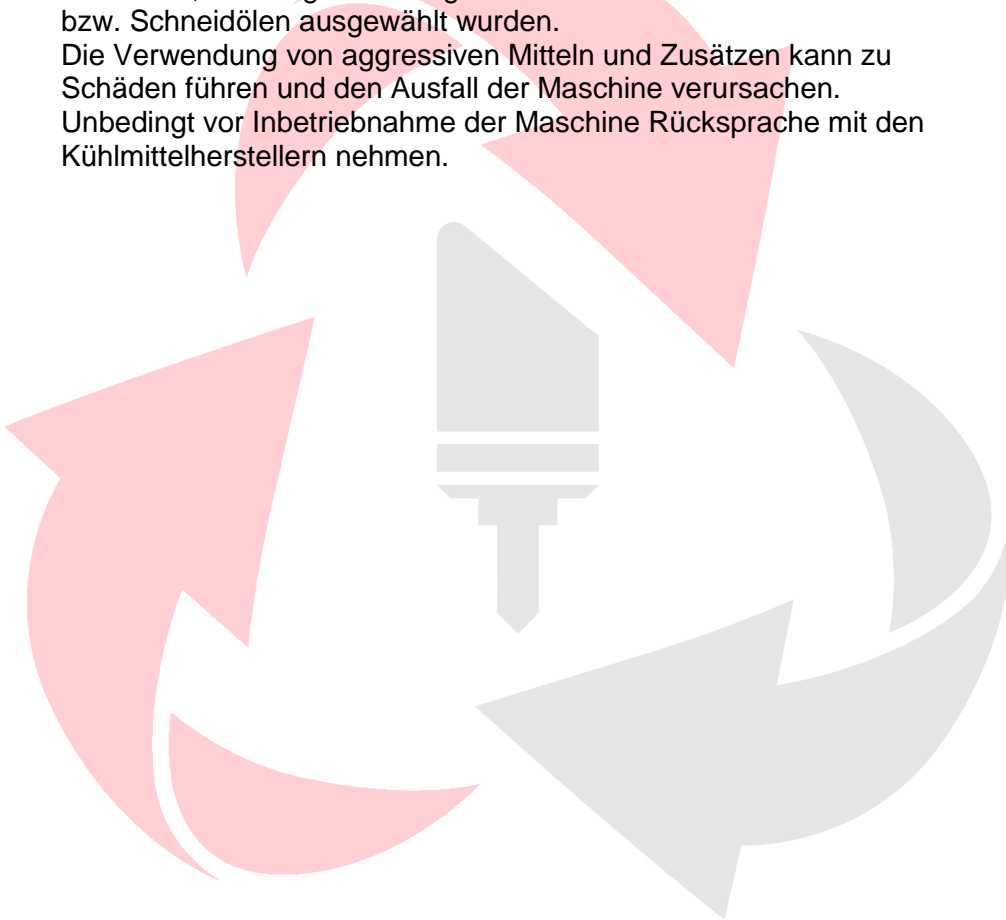 bzw. Schneidölen ausgewählt wurden.
Die Verwendung von aggressiven Mitteln und Zusätzen kann zu
Schäden führen und den Ausfall der Maschine verursachen.
Unbedingt vor Inbetriebnahme der Maschine Rücksprache mit den
Kühlmittelherstellern nehmen.